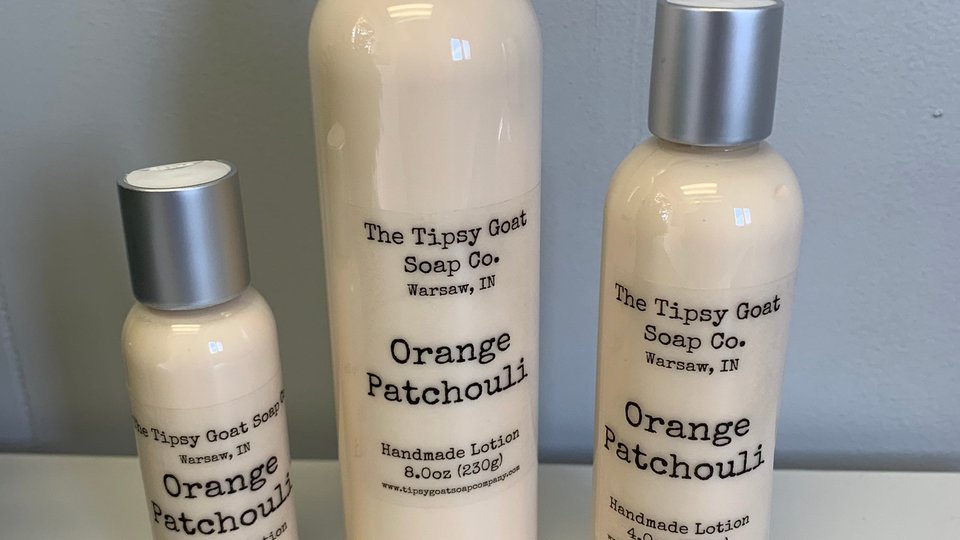 The Tipsy Goat Soap
Warsaw, IN
Orange
Patchouli
The Tipsy Goat
Soap Co.
Warsaw, IN
Orange
Patchouli
Handmade Lotion
8.0oz (230g)
www.tipsygoatsoapcompany.com
The Tipsy Goat
Soap Co.
Warsaw, IN
Orange
Patchouli
Handmade Lotion